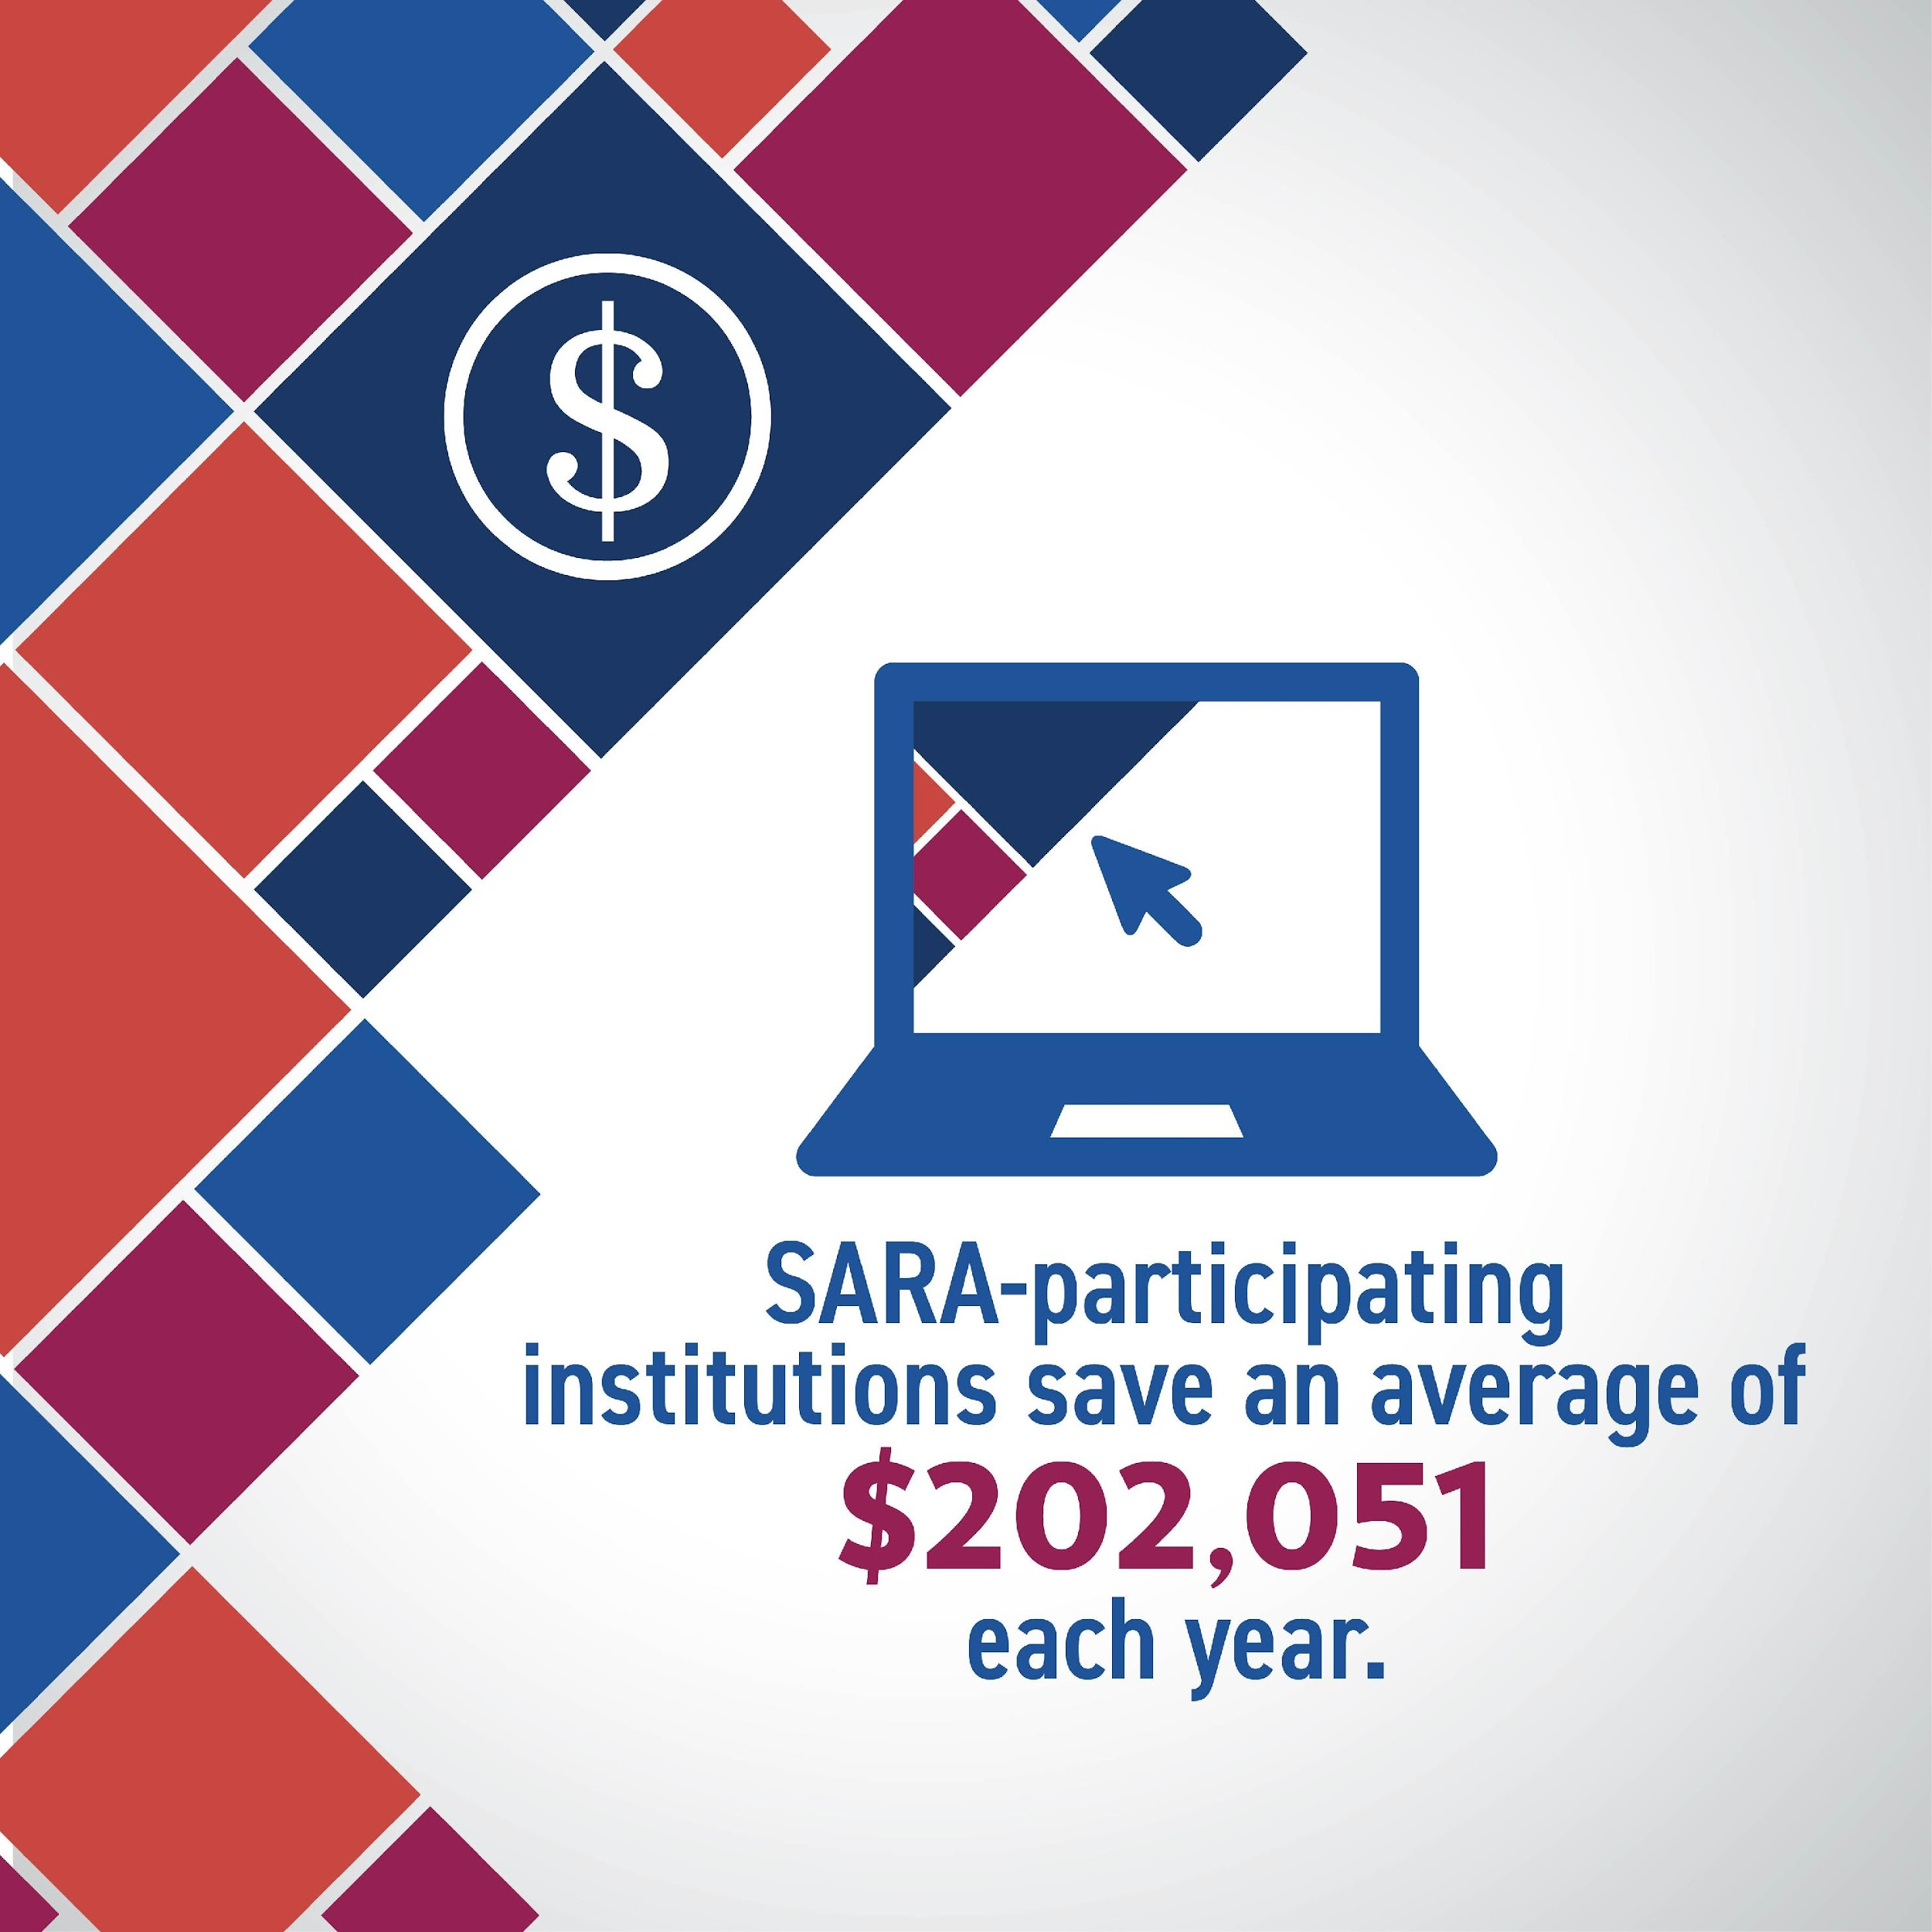 $
SARA-participating
institutions save an average of
$202,051
each year.